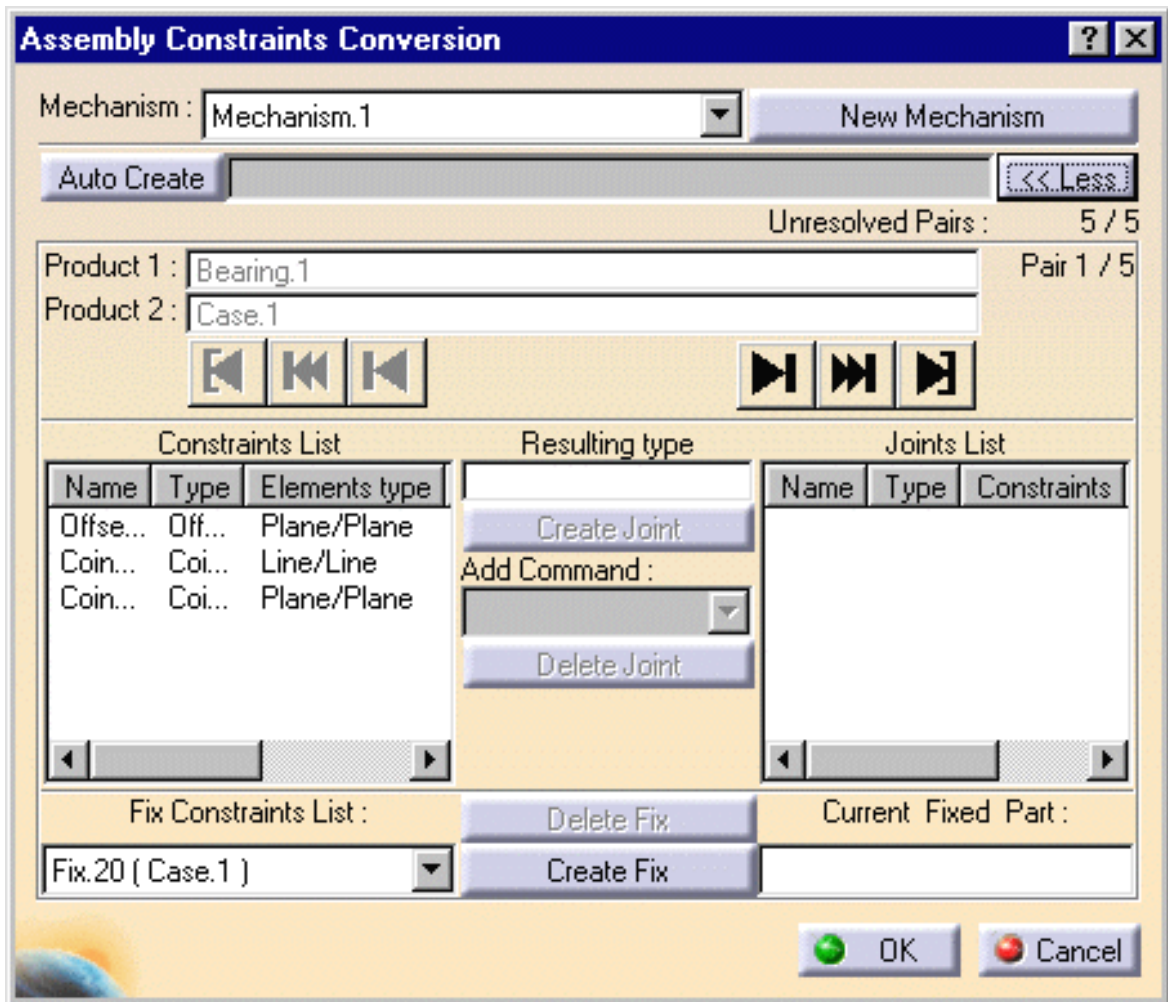 Assembly Constraints Conversion
Mechanism : Mechanism.1 New Mechanism
Auto Create << Less
Unresolved Pairs : 5 / 5
Product 1 : Bearing.1 Pair 1 / 5
Product 2 : Case.1
Constraints List Resulting type Joints List
Name Type Elements type Name Type Constraints
Offse... Off... Plane/Plane Create Joint
Coin... Coi... Line/Line Add Command :
Coin... Coi... Plane/Plane
Delete Joint
Fix Constraints List : Delete Fix Current Fixed Part :
Fix.20 ( Case.1 ) Create Fix
OK Cancel